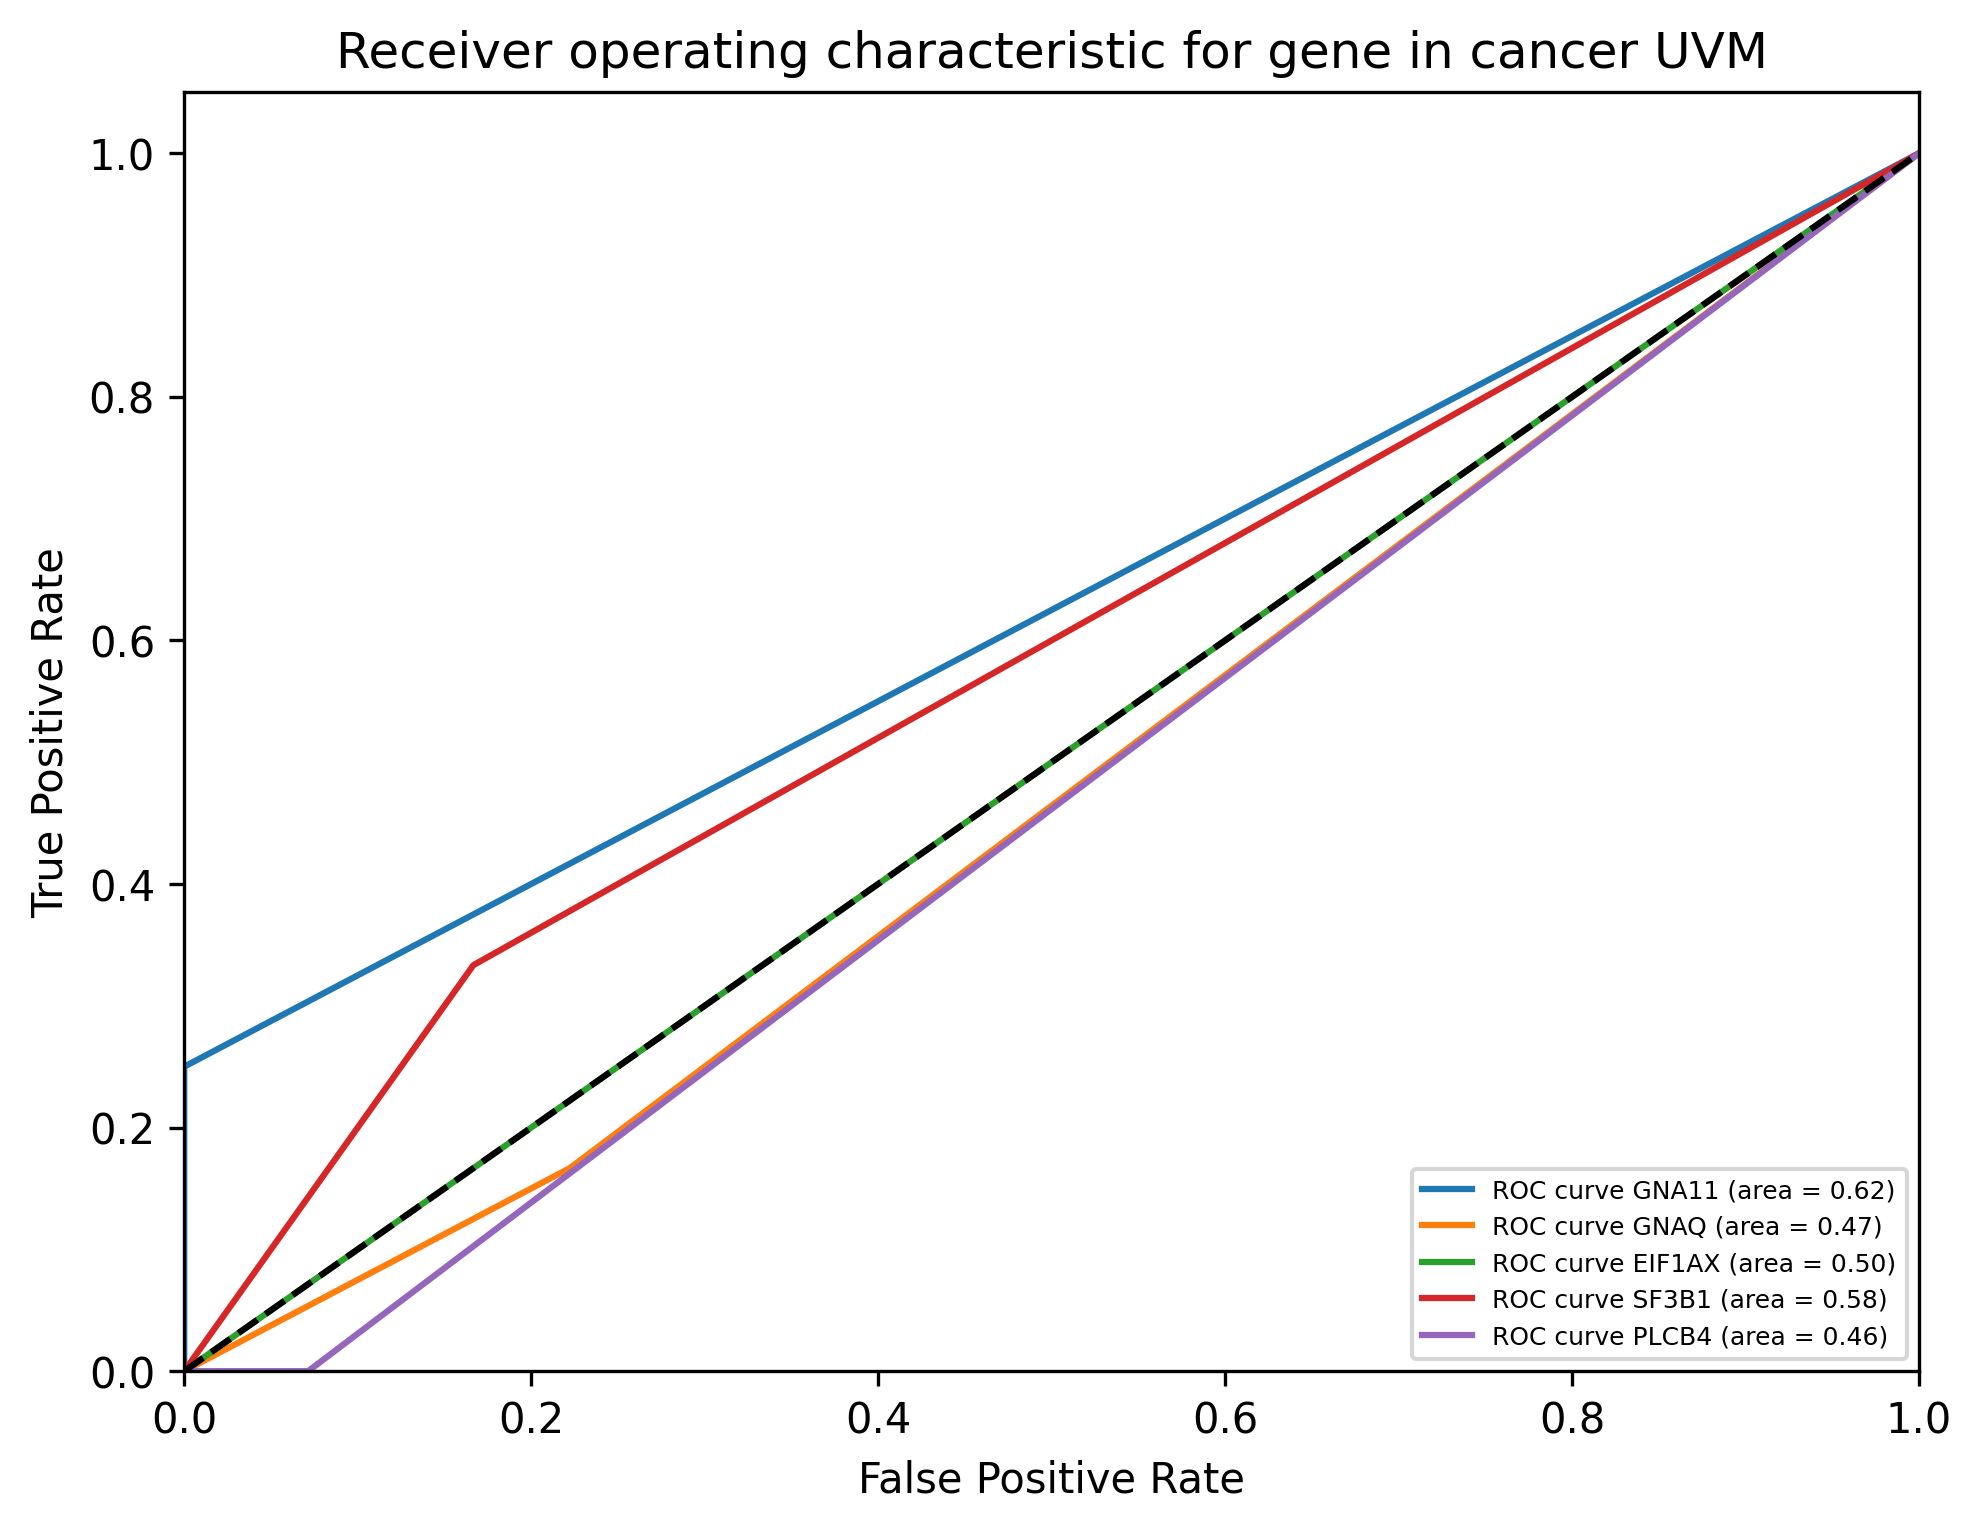 Receiver operating characteristic for gene in cancer UVM
1.0
0.8
0.6
0.4
0.2
0.0
True Positive Rate
ROC curve GNA11 (area = 0.62)
ROC curve GNAQ (area = 0.47)
ROC curve EIF1AX (area = 0.50)
ROC curve SF3B1 (area = 0.58)
ROC curve PLCB4 (area = 0.46)
0.0 0.2 0.4 0.6 0.8 1.0
False Positive Rate